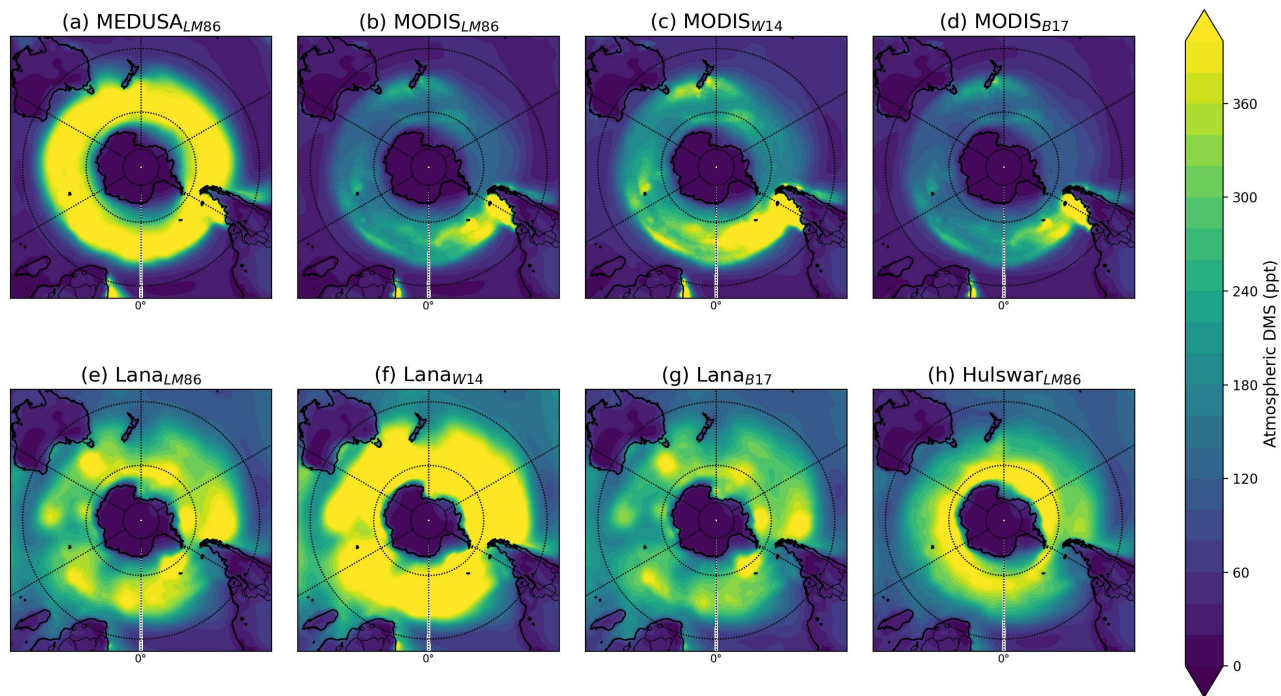 (a) MEDUSA_LM86
(b) MODIS_LM86
(c) MODIS_W14
(d) MODIS_B17
0°
0°
0°
0°
(e) Lana_LM86
(f) Lana_W14
(g) Lana_B17
(h) Hulswar_LM86
0°
0°
0°
0°
360
300
240
180
120
60
0
Atmospheric DMS (ppt)